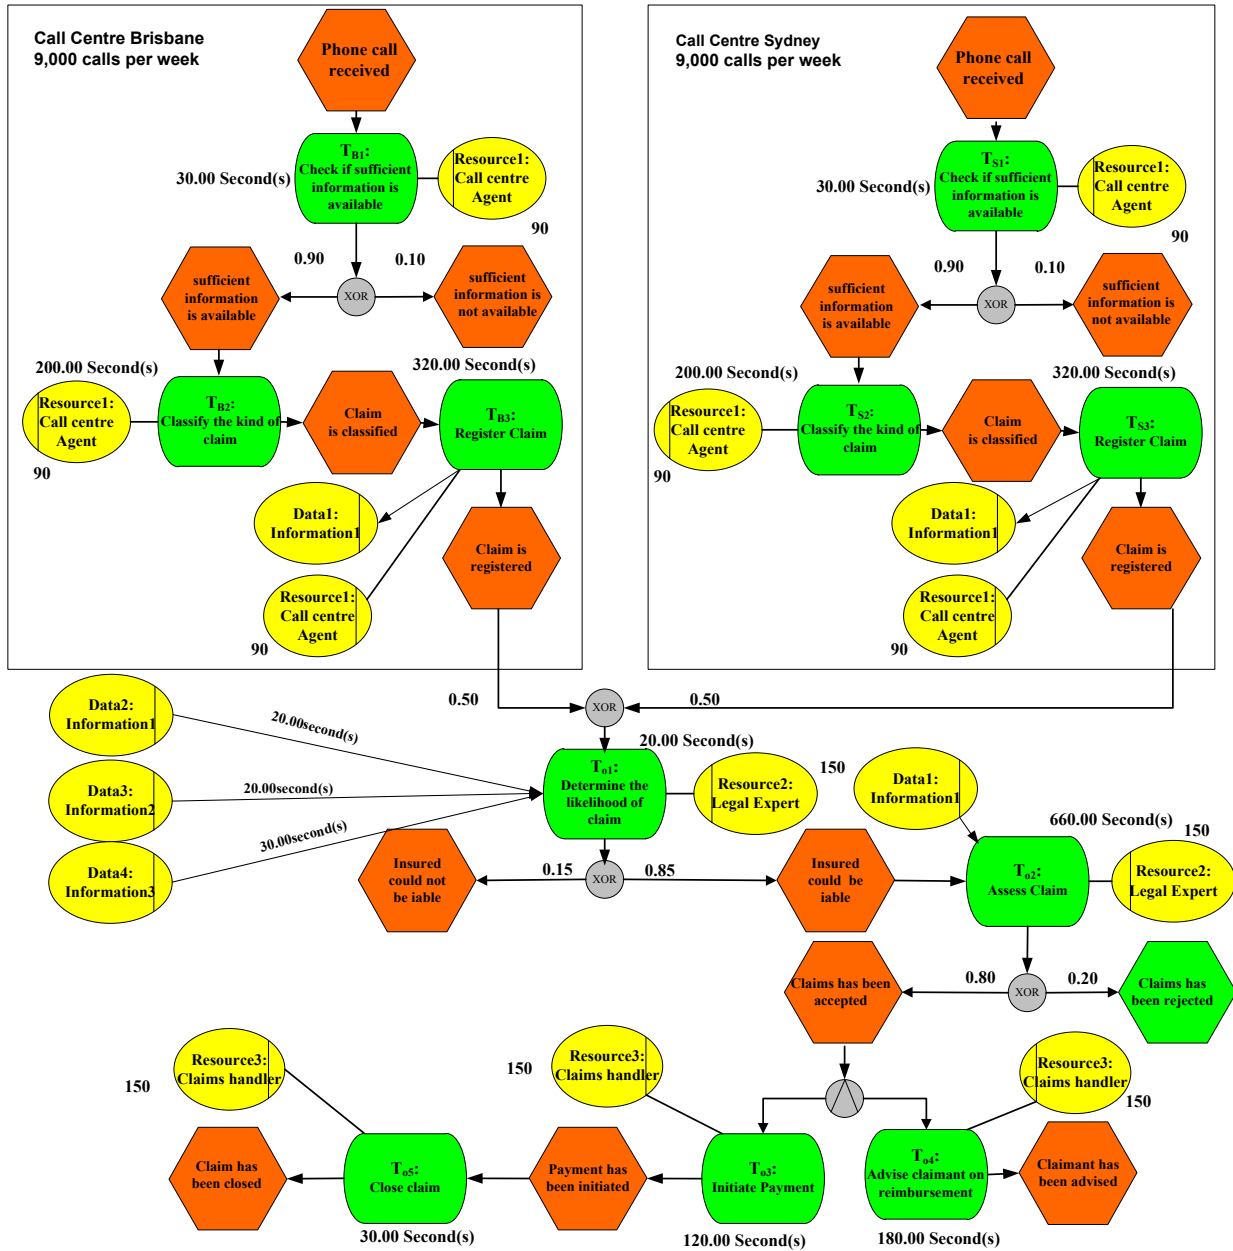 Call Centre Brisbane
9,000 calls per week
Phone call
received
T_B1:
Check if sufficient
information is
available
30.00 Second(s)
Resource1:
Call centre
Agent
90
0.90
0.10
XOR
sufficient
information
is available
sufficient
information is
not available
200.00 Second(s)
320.00 Second(s)
Resource1:
Call centre
Agent
90
T_B2:
Classify the kind of
claim
Claim
is classified
T_B3:
Register Claim
Data1:
Information1
Resource1:
Call centre
Agent
90
Claim is
registered
Call Centre Sydney
9,000 calls per week
Phone call
received
T_S1:
Check if sufficient
information is
available
30.00 Second(s)
Resource1:
Call centre
Agent
90
0.90
0.10
XOR
sufficient
information
is available
sufficient
information is
not available
200.00 Second(s)
320.00 Second(s)
Resource1:
Call centre
Agent
90
T_S2:
Classify the kind of
claim
Claim
is classified
T_S3:
Register Claim
Data1:
Information1
Resource1:
Call centre
Agent
90
Claim is
registered
0.50
XOR
0.50
Data2:
Information1
20.00second(s)
Data3:
Information2
20.00second(s)
Data4:
Information3
30.00second(s)
20.00 Second(s)
T_o1:
Determine the
likelihood of
claim
Resource2:
Legal Expert
150
Data1:
Information1
660.00 Second(s)
150
Insured
could not
be iable
0.15
XOR
0.85
Insured
could be
iable
T_o2:
Assess Claim
Resource2:
Legal Expert
Claims has been
accepted
0.80
XOR
0.20
Claims has
been rejected
Resource3:
Claims handler
150
Resource3:
Claims handler
150
Resource3:
Claims handler
150
Claim has
been closed
T_o5:
Close claim
30.00 Second(s)
Payment has
been initiated
T_o3:
Initiate Payment
120.00 Second(s)
T_o4:
Advise claimant on
reimbursement
180.00 Second(s)
Claimant has
been advised